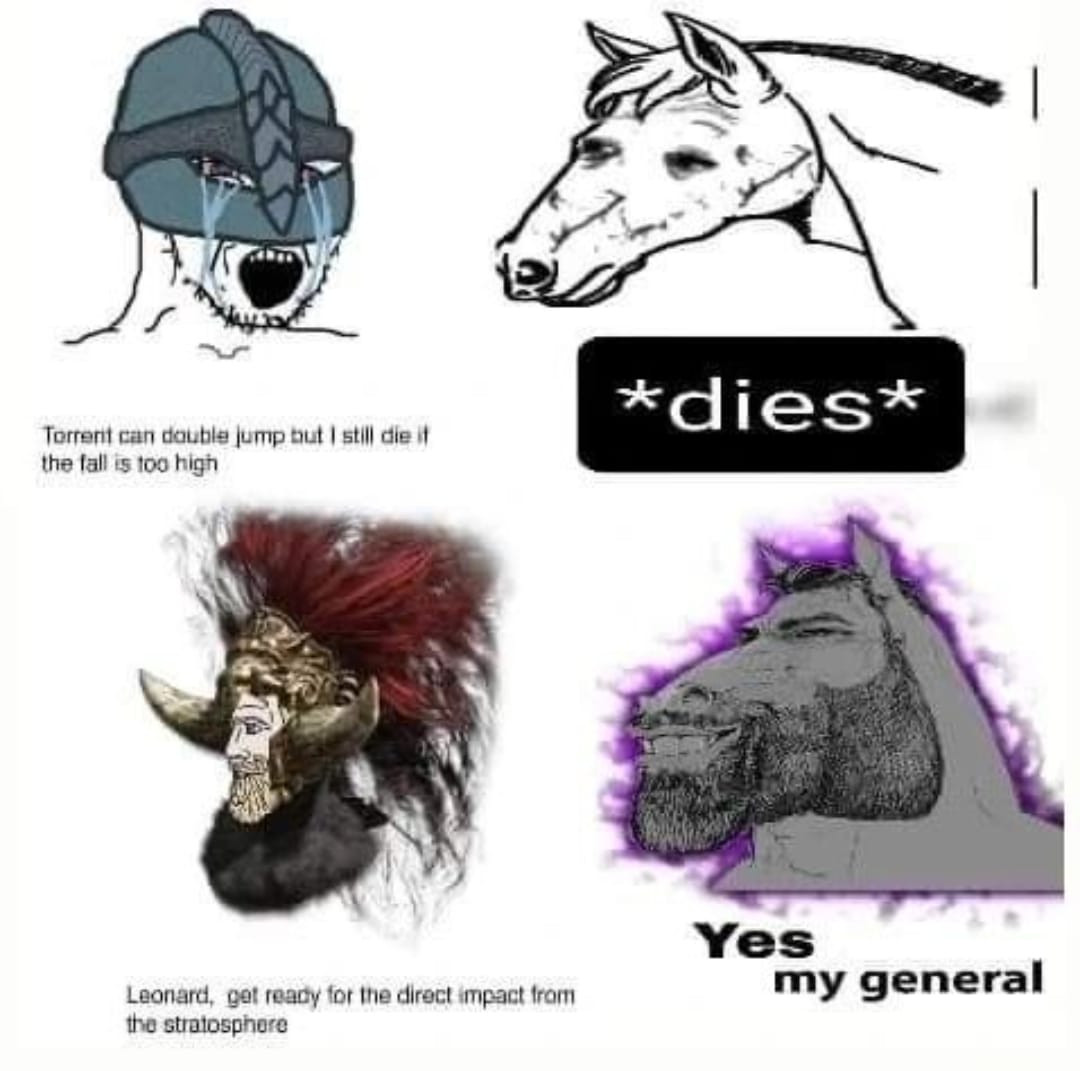 *dies*
Torrent can double jump but I still die if
the fall is too high
Yes
my general
Leonard, get ready for the direct impact from
the stratosphere